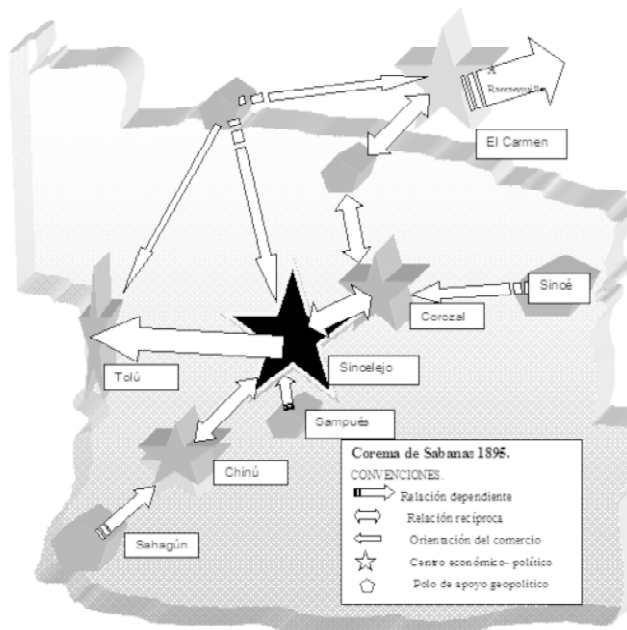 A
El Carmen
Sincé
Corozal
Tolú
Sincelejo
Sampués
Chinú
Sahagún
Corema de Sabanas 1895.
CONVENCIONES.
Relación dependiente
Relación recíproca
Orientación del comercio
Centro económico- político
Polo de apoyo geopolítico